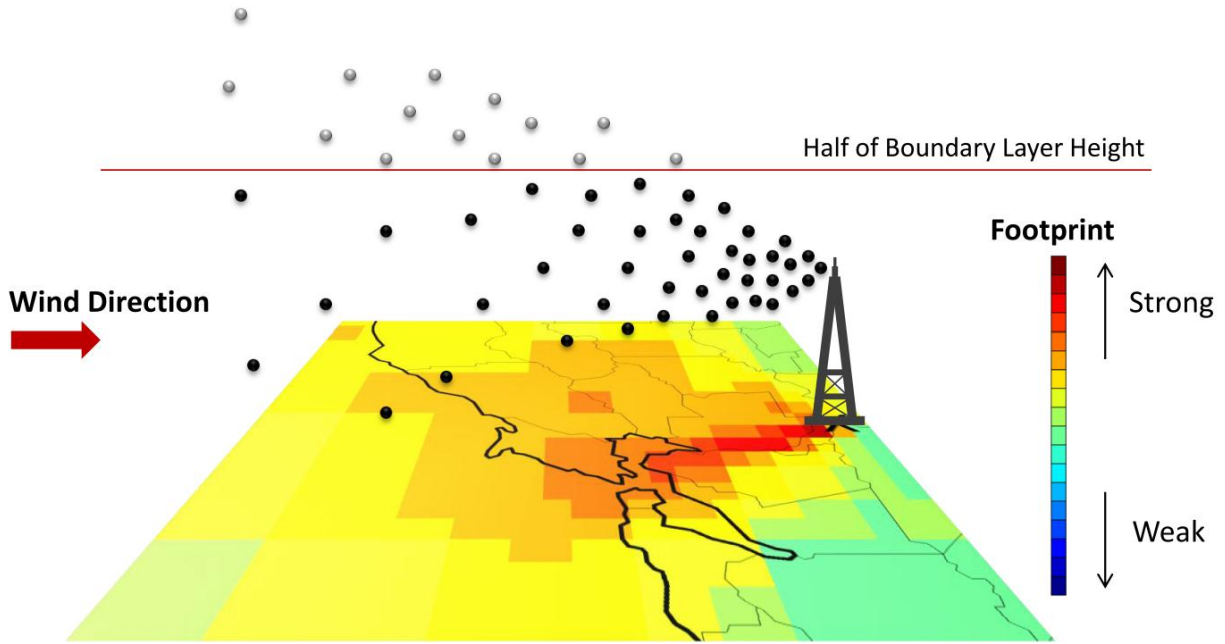 Half of Boundary Layer Height
Footprint
Wind Direction
Strong
Weak